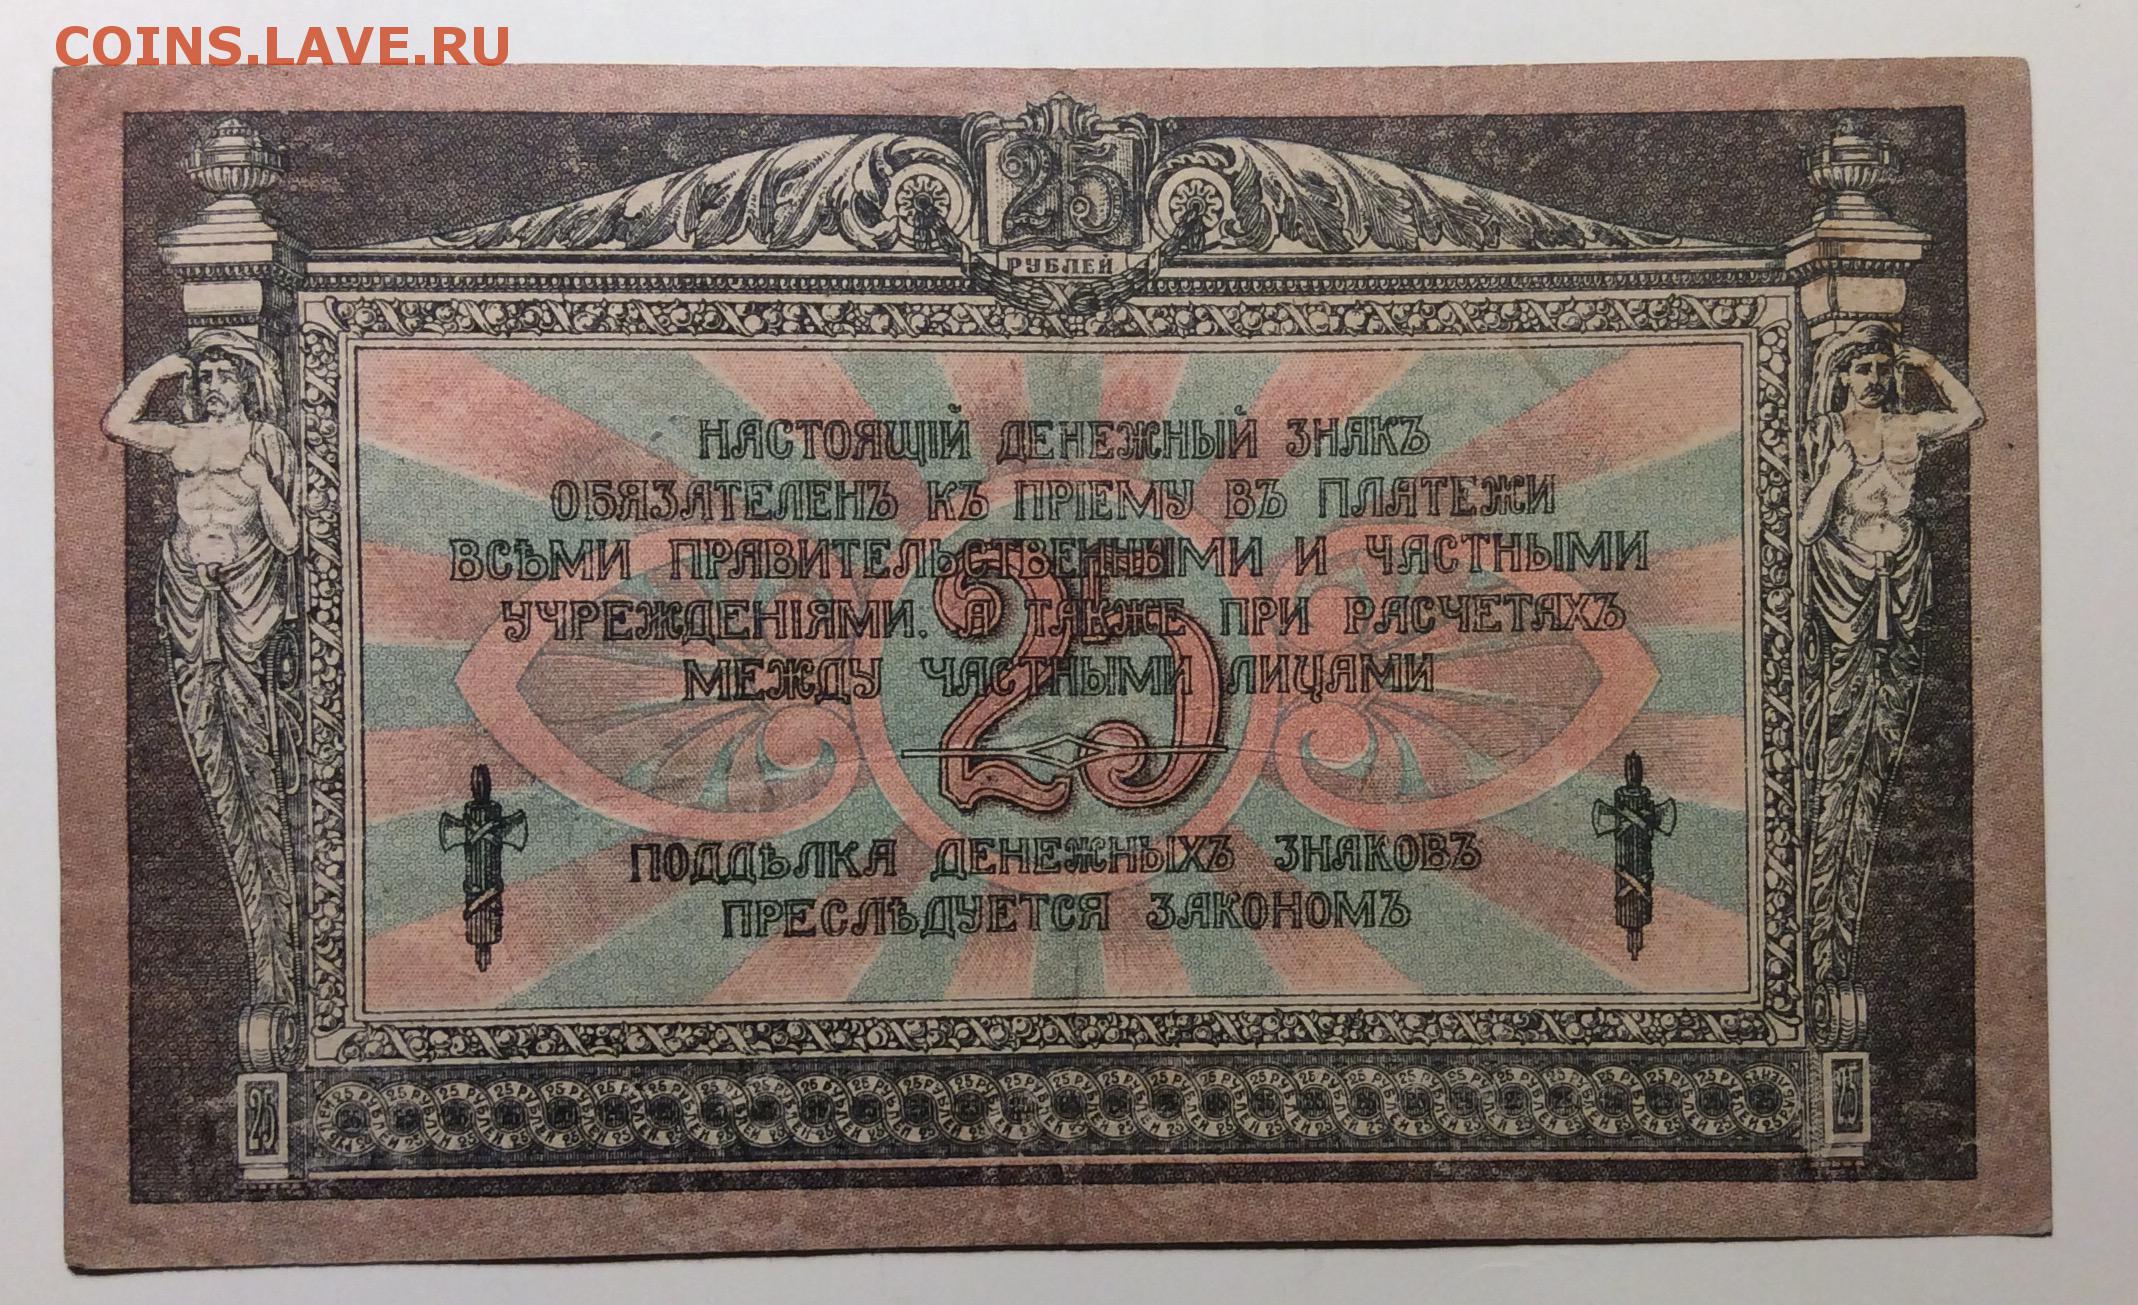 COINS.LAVE.RU
25
РУБЛЕЙ
НАСТОЯЩІЙ ДЕНЕЖНЫЙ ЗНАКЪ
ОБЯЗАТЕЛЕНЪ КЪ ПРІЕМУ ВЪ ПЛАТЕЖИ
ВСѢМИ ПРАВИТЕЛЬСТВЕННЫМИ И ЧАСТНЫМИ
УЧРЕЖДЕНІЯМИ. А ТАКЖЕ ПРИ РАСЧЕТАХЪ
МЕЖДУ ЧАСТНЫМИ ЛИЦАМИ
25
ПОДДѢЛКА ДЕНЕЖНЫХЪ ЗНАКОВЪ
ПРЕСЛѢДУЕТСЯ ЗАКОНОМЪ
25
25